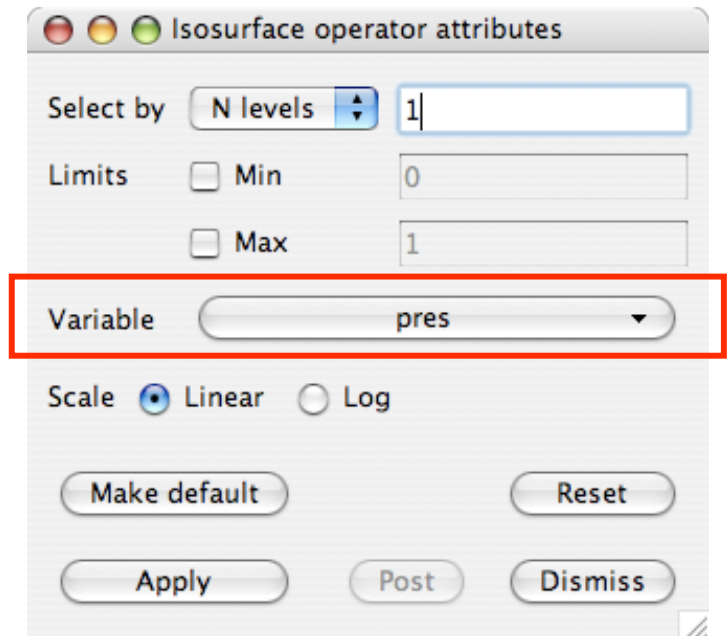 Isosurface operator attributes
Select by N levels 1
Limits Min 0
Max 1
Variable pres
Scale Linear Log
Make default Reset
Apply Post Dismiss